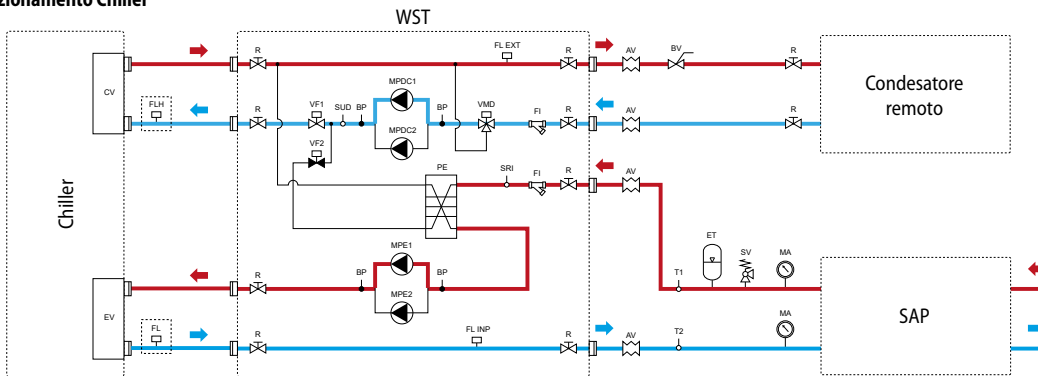 zionamento Chiller
WST
FL EXT
R
R
AV
BV
R
CV
FLH
R
VF1
SUD
BP
MPDC1
BP
VMD
FI
R
AV
R
Condesatore
remoto
MPDC2
VF2
PE
SRI
FI
R
AV
Chiller
ET
SV
MA
T1
R
BP
MPE1
BP
MPE2
EV
FL
R
FL INP
R
AV
T2
MA
SAP